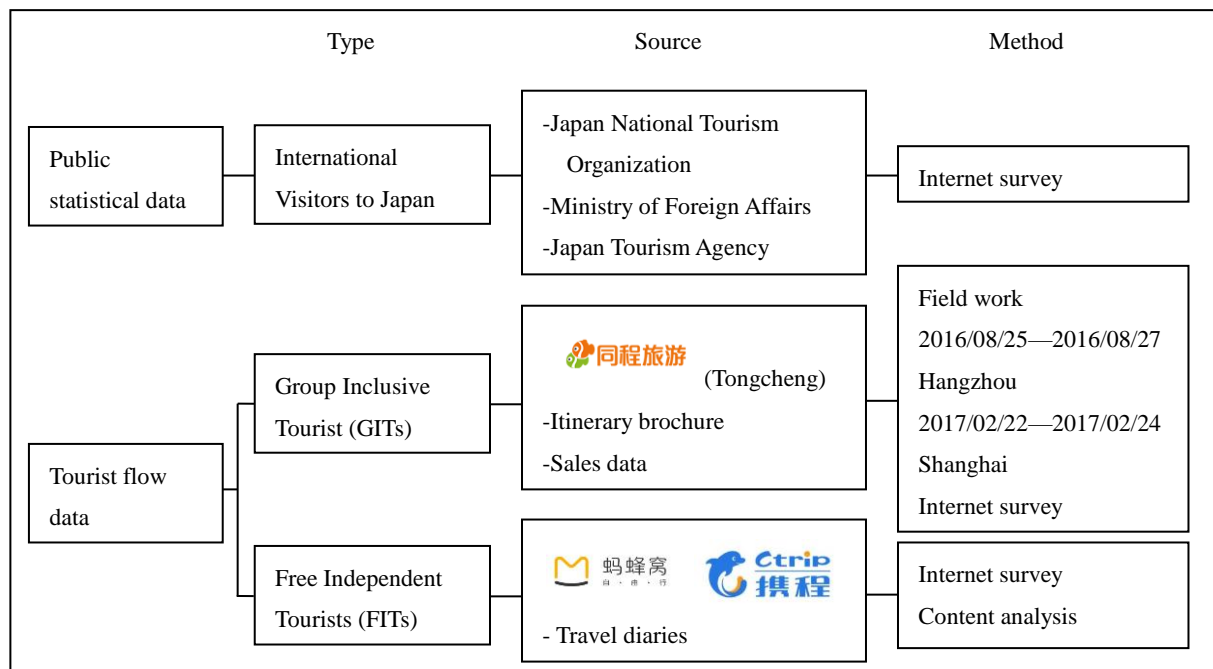 Type
Source
Method
Public
statistical data
International
Visitors to Japan
-Japan National Tourism
Organization
-Ministry of Foreign Affairs
-Japan Tourism Agency
Internet survey
Tourist flow
data
Group Inclusive
Tourist (GITs)
同程旅游 (Tongcheng)
-Itinerary brochure
-Sales data
Field work
2016/08/25—2016/08/27
Hangzhou
2017/02/22—2017/02/24
Shanghai
Internet survey
Free Independent
Tourists (FITs)
蚂蜂窝
自·由·行
Ctrip
携程
- Travel diaries
Internet survey
Content analysis